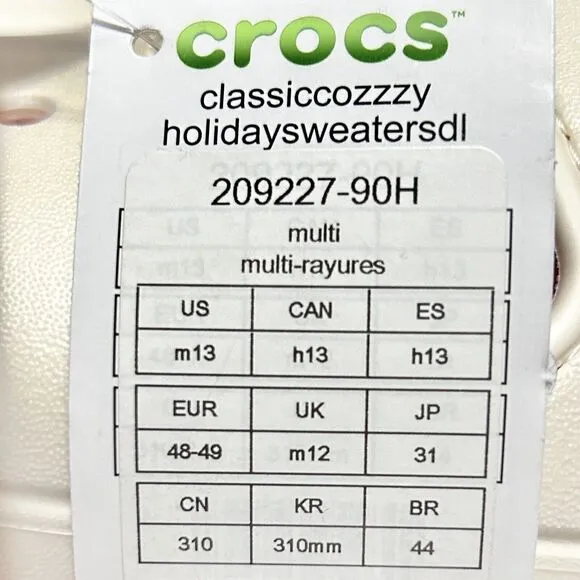 crocs™
classiccozzzy
holidaysweatersdl
209227-90H
multi
multi-rayures
US CAN ES
m13 h13 h13
EUR UK JP
48-49 m12 31
CN KR BR
310 310mm 44